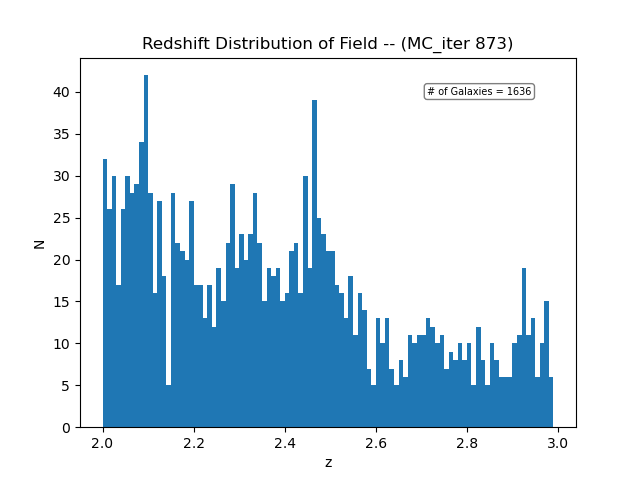 Redshift Distribution of Field -- (MC_iter 873)
# of Galaxies = 1636
40
35
30
25
20
15
10
5
0
N
2.0 2.2 2.4 2.6 2.8 3.0
z